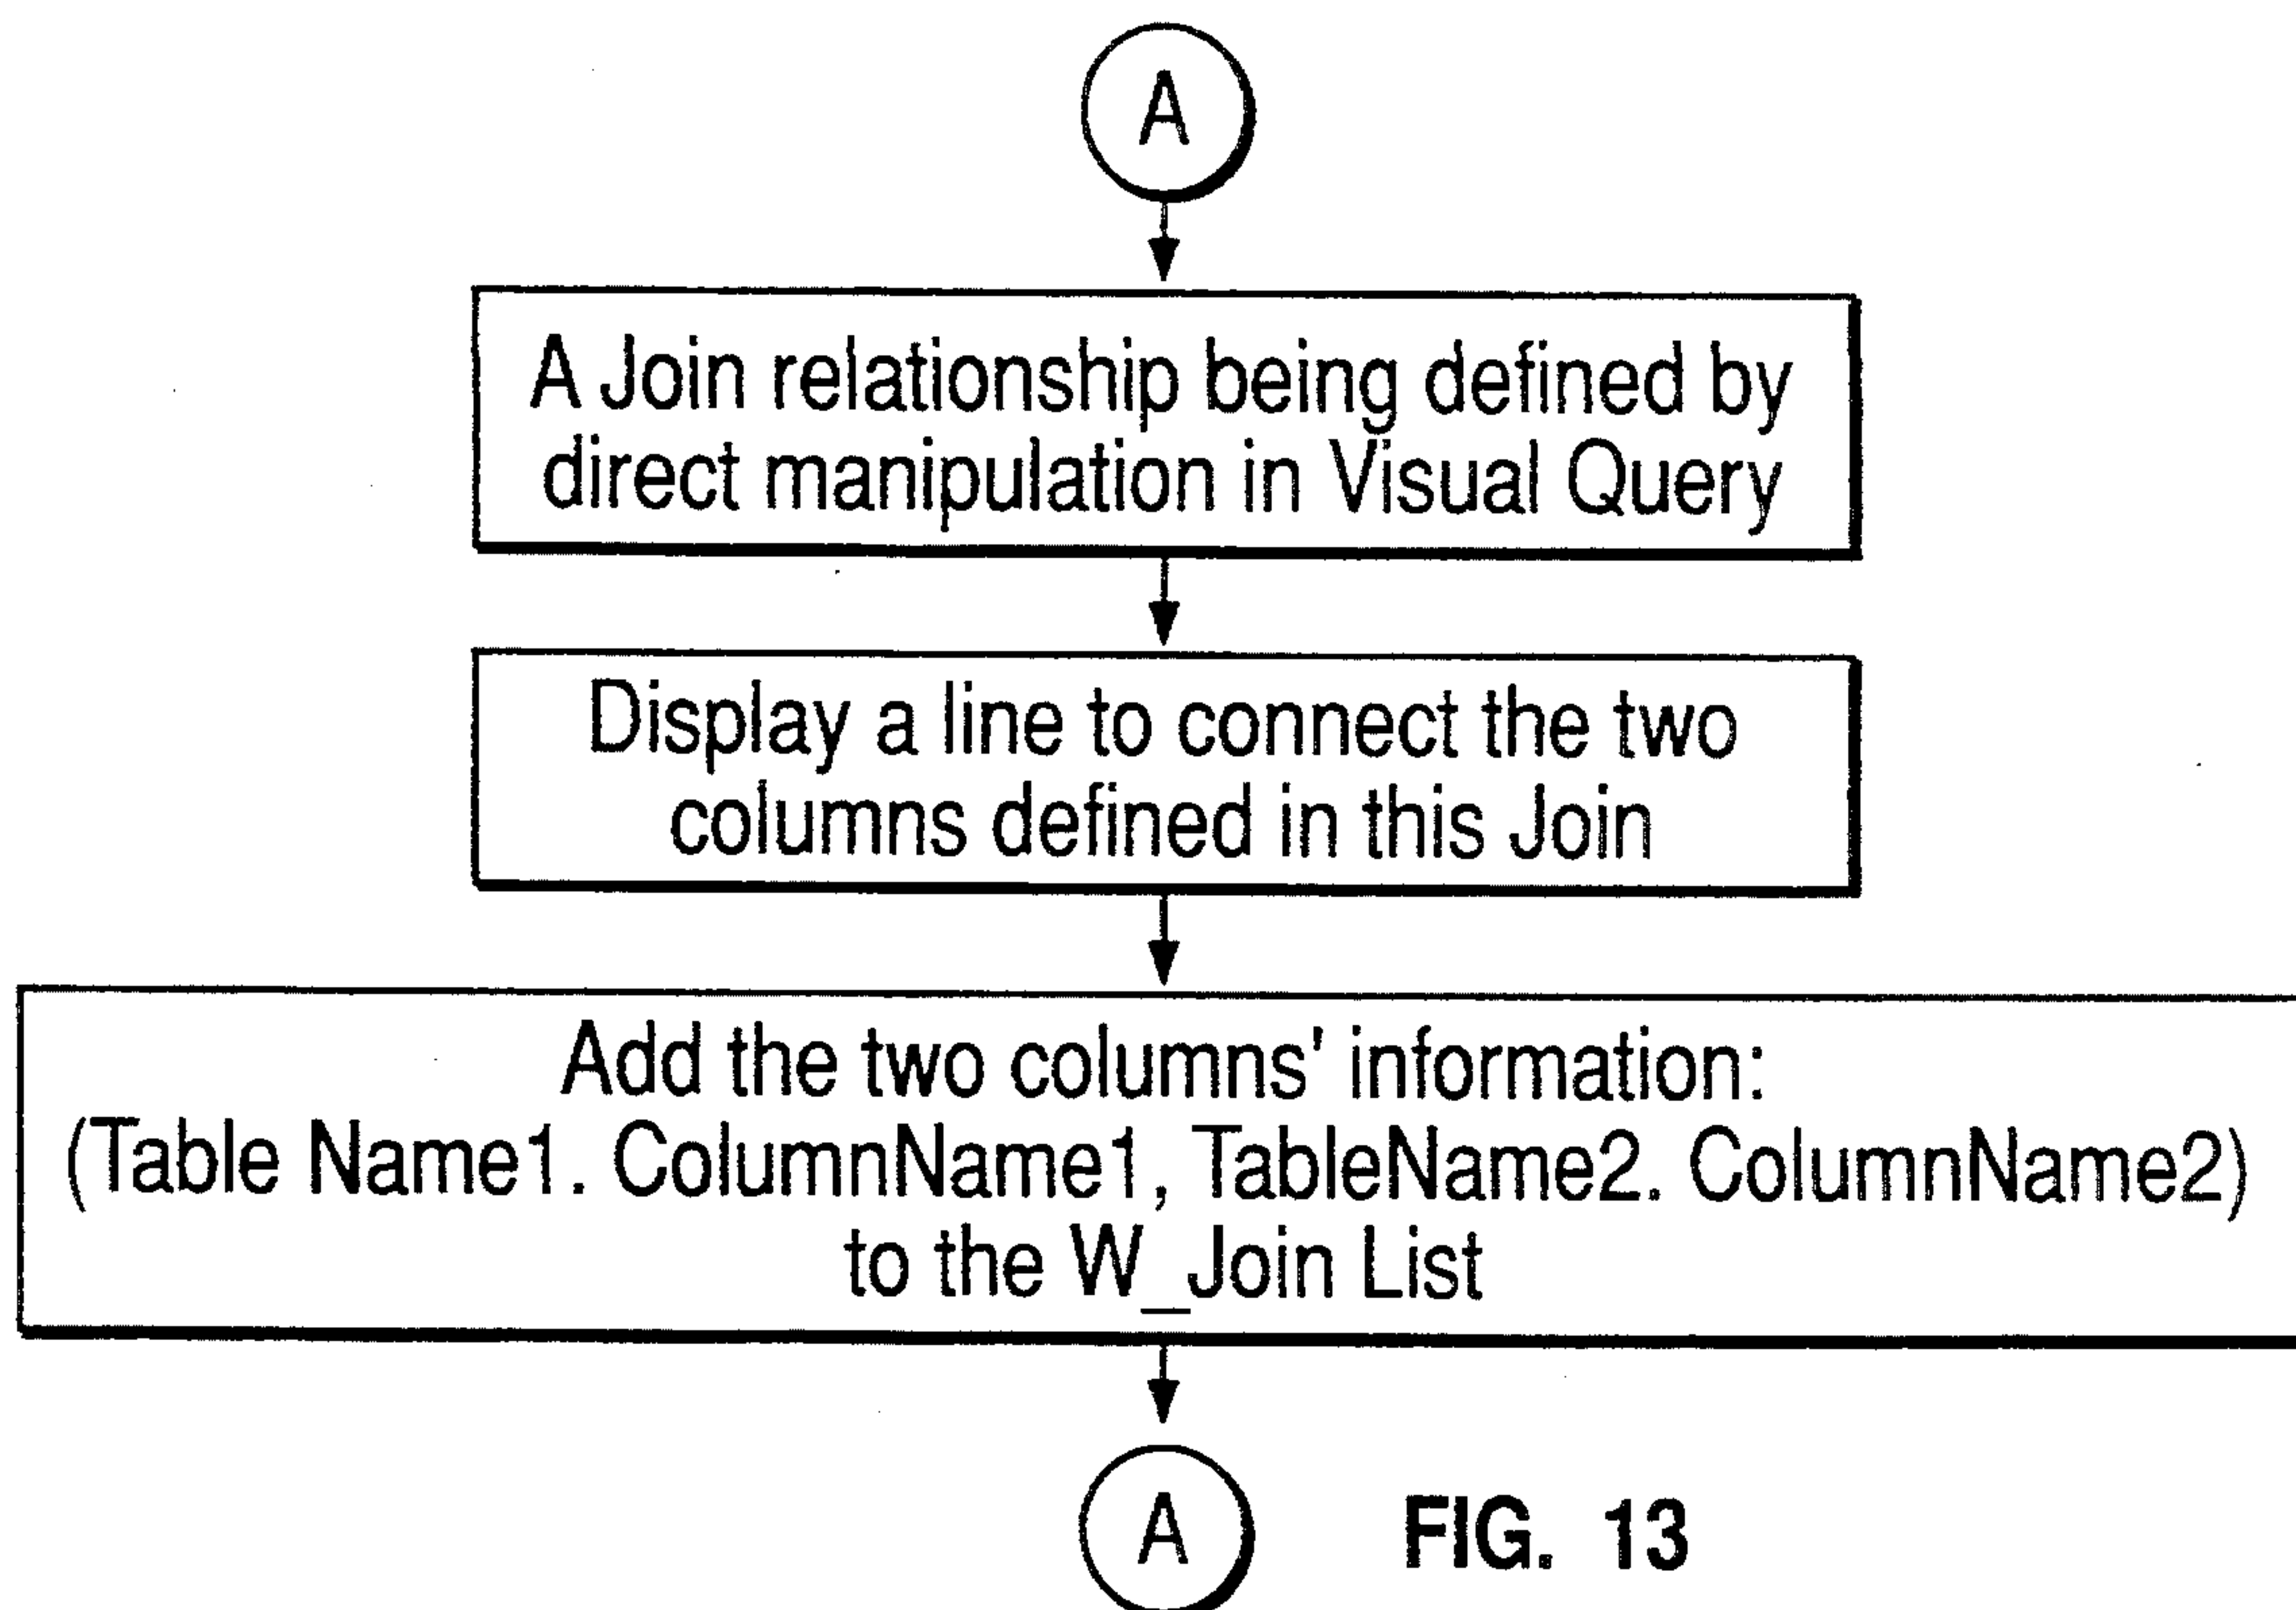 A
A Join relationship being defined by
direct manipulation in Visual Query
Display a line to connect the two
columns defined in this Join
Add the two columns' information:
(Table Name1. ColumnName1, TableName2. ColumnName2)
to the W_Join List
A
FIG. 13